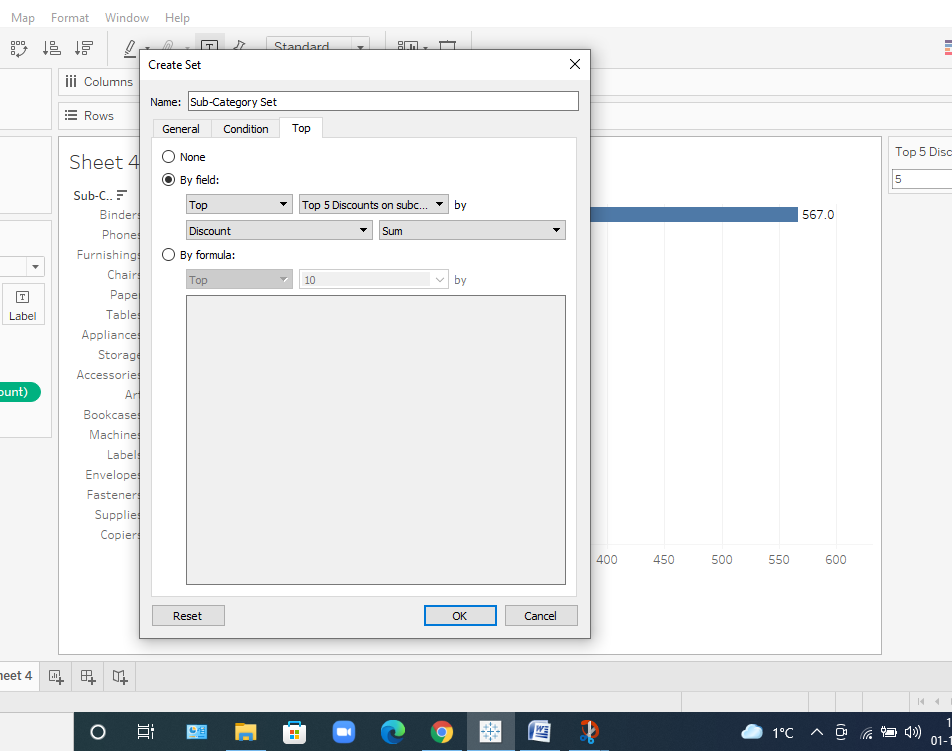 Map Format Window Help
Standard
Create Set
Name: Sub-Category Set
General Condition Top
None
By field:
Top Top 5 Discounts on subc... by
Discount Sum
By formula:
Top 10 by
Reset OK Cancel
Columns
Rows
Sheet 4
Sub-C..
Binders 567.0
Phones
Furnishings
Chairs
Paper
Tables
Appliances
Storage
Accessories
Art
Bookcases
Machines
Labels
Envelopes
Fasteners
Supplies
Copiers
400 450 500 550 600
Top 5 Disc
5
T
Label
ount)
heet 4
1°C
01-1